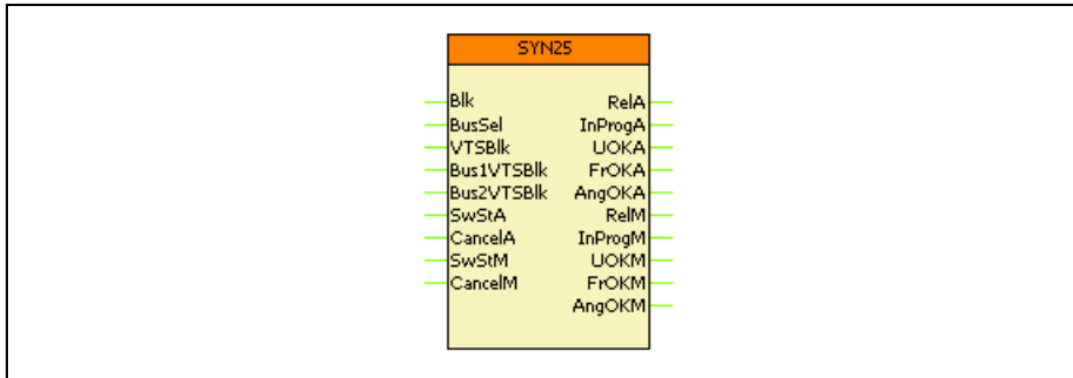 SYN25
Blk RelA
BusSel InProgA
VTSBlk UOKA
Bus1VTSBlk FrOKA
Bus2VTSBlk AngOKA
SwStA RelM
CancelA InProgM
SwStM UOKM
CancelM FrOKM
AngOKM